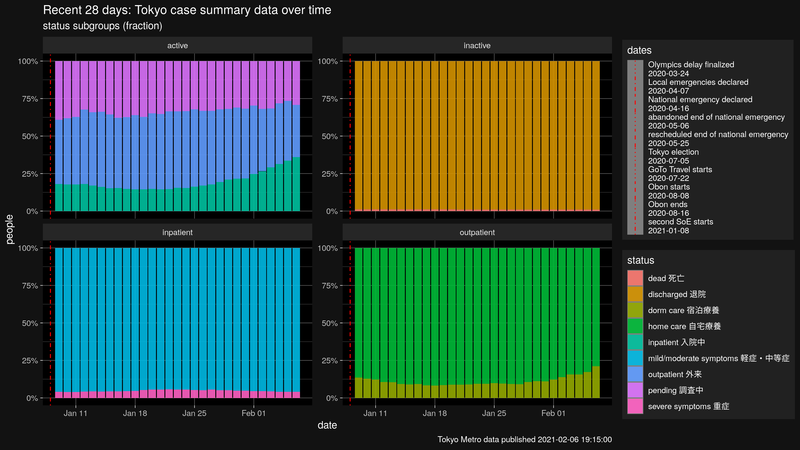 Recent 28 days: Tokyo case summary data over time
status subgroups (fraction)
active
inactive
100%
75%
50%
25%
0%
100%
75%
50%
25%
0%
inpatient
outpatient
100%
75%
50%
25%
0%
100%
75%
50%
25%
0%
Jan 11 Jan 18 Jan 25 Feb 01
Jan 11 Jan 18 Jan 25 Feb 01
people
date
Tokyo Metro data published 2021-02-06 19:15:00
dates
Olympics delay finalized
2020-03-24
Local emergencies declared
2020-04-07
National emergency declared
2020-04-16
abandoned end of national emergency
2020-05-06
rescheduled end of national emergency
2020-05-25
Tokyo election
2020-07-05
GoTo Travel starts
2020-07-22
Obon starts
2020-08-08
Obon ends
2020-08-16
second SoE starts
2021-01-08
status
dead 死亡
discharged 退院
dorm care 宿泊療養
home care 自宅療養
inpatient 入院中
mild/moderate symptoms 軽症・中等症
outpatient 外来
pending 調査中
severe symptoms 重症